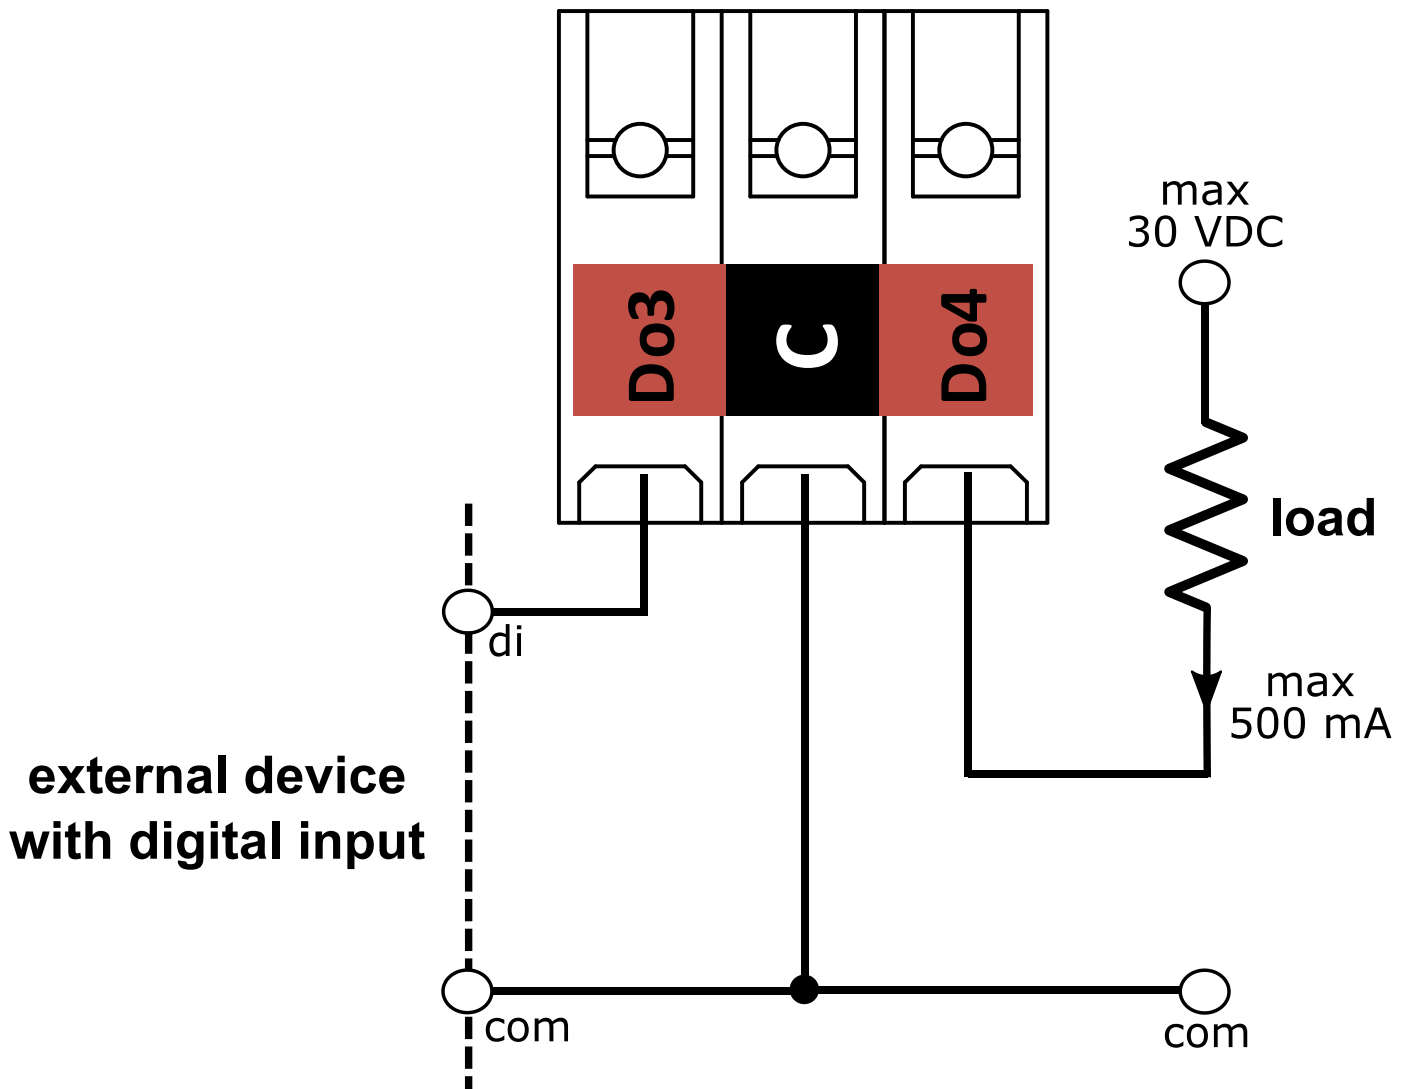 max
30 VDC
Do3
C
Do4
load
di
max
500 mA
external device
with digital input
com
com